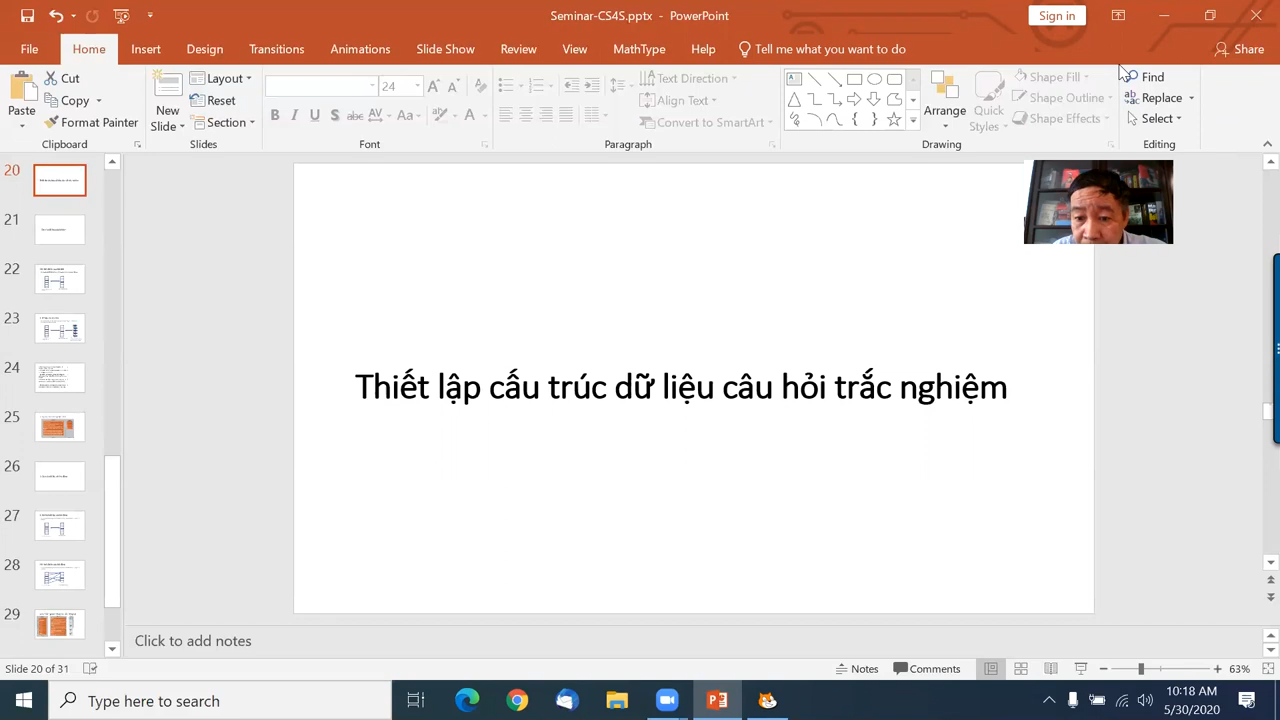 Seminar-CS4S.pptx - PowerPoint
Sign in
File Home Insert Design Transitions Animations Slide Show Review View MathType Help Tell me what you want to do Share
Paste
Cut
Copy
Format Painter
Clipboard
New Slide
Layout
Reset
Section
Slides
24
Font
Text Direction
Align Text
Convert to SmartArt
Paragraph
Arrange
Quick Styles
Shape Fill
Shape Outline
Shape Effects
Drawing
Find
Replace
Select
Editing
20
21
22
23
24
25
26
27
28
29
Thiết lập cấu trúc dữ liệu câu hỏi trắc nghiệm
Click to add notes
Slide 20 of 31
Notes
Comments
63%
Type here to search
10:18 AM
5/30/2020